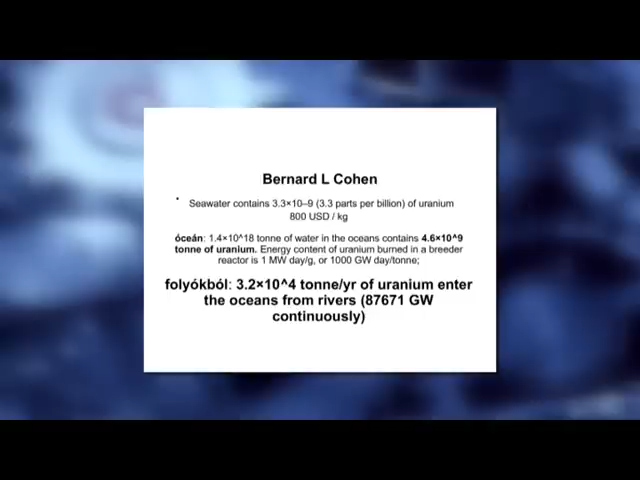 Bernard L Cohen
• Seawater contains 3.3×10–9 (3.3 parts per billion) of uranium
800 USD / kg
óceán: 1.4×10^18 tonne of water in the oceans contains 4.6×10^9
tonne of uranium. Energy content of uranium burned in a breeder
reactor is 1 MW day/g, or 1000 GW day/tonne;
folyókból: 3.2×10^4 tonne/yr of uranium enter
the oceans from rivers (87671 GW
continuously)